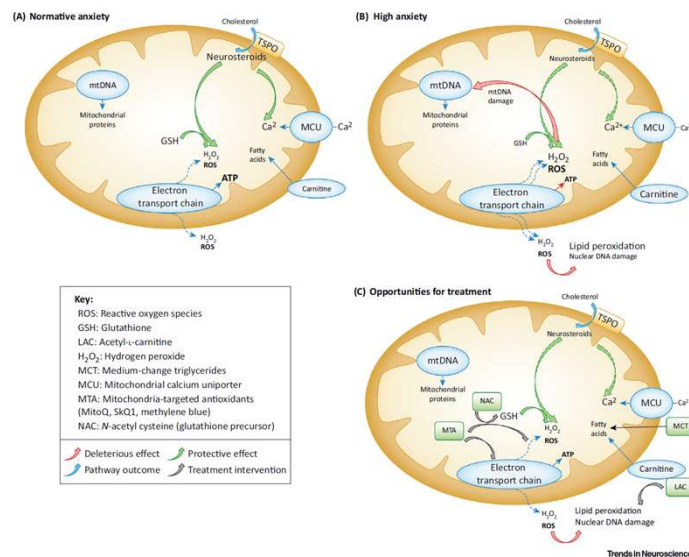 (A) Normative anxiety
Cholesterol
TSPO
Neurosteroids
mtDNA
Mitochondrial
proteins
Ca2
MCU
Ca2
GSH
H2O2
ROS
ATP
Fatty
acids
Carnitine
Electron
transport chain
H2O2
ROS
(B) High anxiety
Cholesterol
TSPO
Neurosteroids
mtDNA
mtDNA
damage
Mitochondrial
proteins
Ca2+
MCU
Ca2
GSH
H2O2
ROS
ATP
Fatty
acids
Carnitine
Electron
transport chain
H2O2
ROS
Lipid peroxidation
Nuclear DNA damage
Key:
ROS: Reactive oxygen species
GSH: Glutathione
LAC: Acetyl-L-carnitine
H2O2: Hydrogen peroxide
MCT: Medium-change triglycerides
MCU: Mitochondrial calcium uniporter
MTA: Mitochondria-targeted antioxidants
(MitoQ, SkQ1, methylene blue)
NAC: N-acetyl cysteine (glutathione precursor)
Deleterious effect
Protective effect
Pathway outcome
Treatment intervention
(C) Opportunities for treatment
Cholesterol
TSPO
Neurosteroids
mtDNA
Mitochondrial
proteins
Ca2
MCU
Ca2
NAC
GSH
MTA
H2O2
ROS
ATP
Fatty
acids
MCT
Carnitine
LAC
Electron
transport chain
H2O2
ROS
Lipid peroxidation
Nuclear DNA damage
Trends in Neuroscience